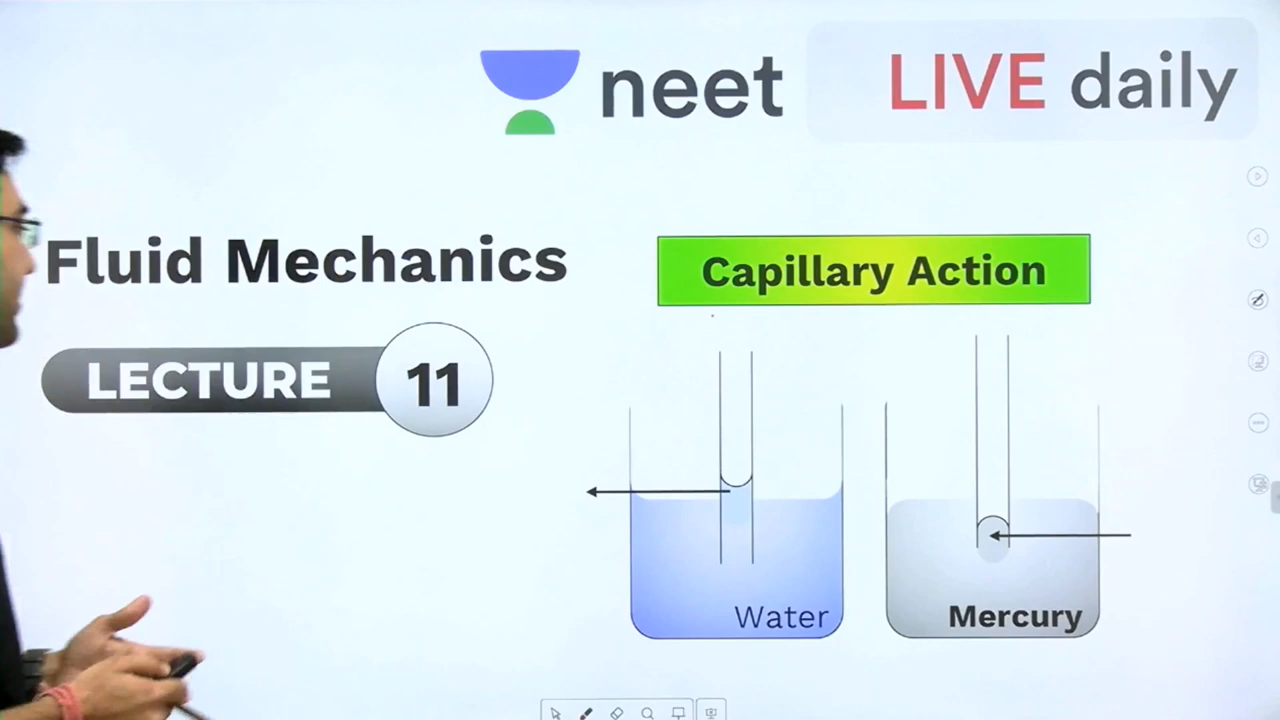 neet
LIVE daily
Fluid Mechanics
Capillary Action
LECTURE 11
Water
Mercury